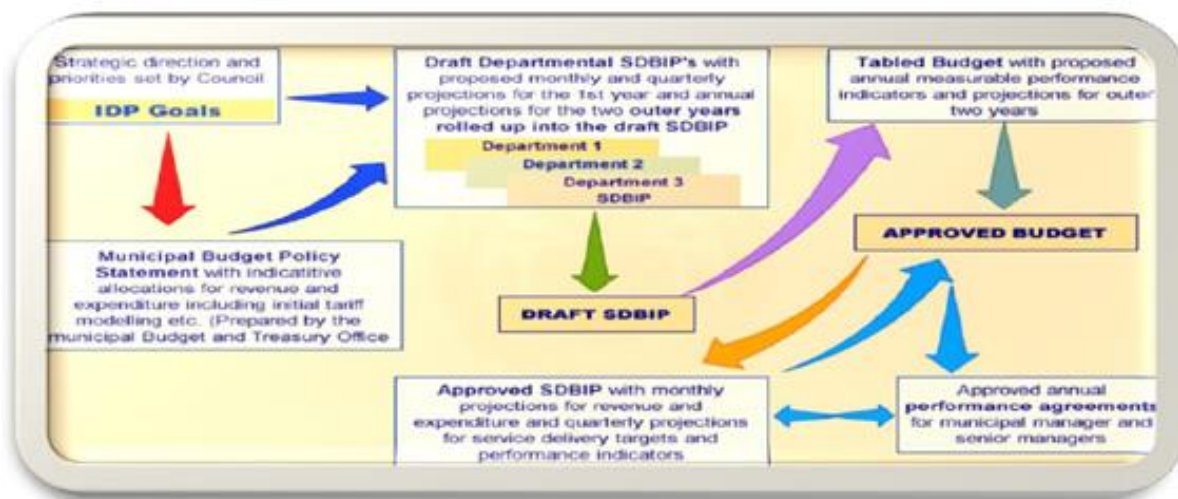 Strategic direction and
priorities set by Council
IDP Goals
Draft Departmental SDBIP's with
proposed monthly and quarterly
projections for the 1st year and annual
projections for the two outer years
rolled up into the draft SDBIP
Department 1
Department 2
Department 3
SDBIP
Tabled Budget with proposed
annual measurable performance
indicators and projections for outer
two years
Municipal Budget Policy
Statement with indicatitive
allocations for revenue and
expenditure including initial tariff
modelling etc. (Prepared by the
municipal Budget and Treasury Office
DRAFT SDBIP
APPROVED BUDGET
Approved SDBIP with monthly
projections for revenue and
expenditure and quarterly projections
for service delivery targets and
performance indicators
Approved annual
performance agreements
for municipal manager and
senior managers